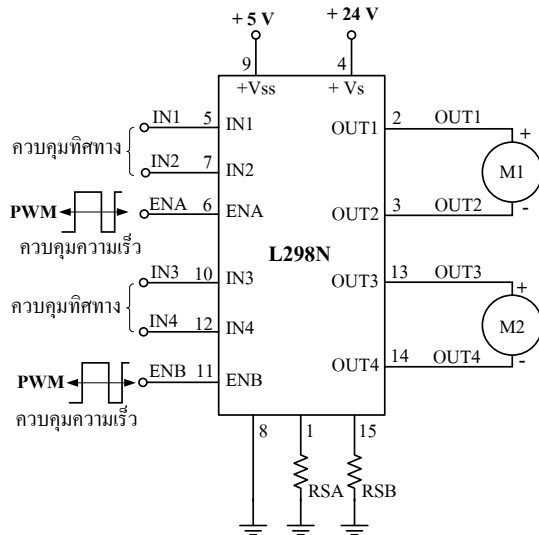 + 5 V
+ 24 V
9
4
+Vss
+ Vs
IN1
5
IN1
OUT1
2
OUT1
+
ควบคุมทิศทาง
M1
IN2
7
IN2
PWM
ENA
6
ENA
OUT2
3
OUT2
-
ควบคุมความเร็ว
L298N
IN3
10
IN3
OUT3
13
OUT3
+
ควบคุมทิศทาง
M2
IN4
12
IN4
OUT4
14
OUT4
-
PWM
ENB
11
ENB
ควบคุมความเร็ว
8
1
15
RSA
RSB